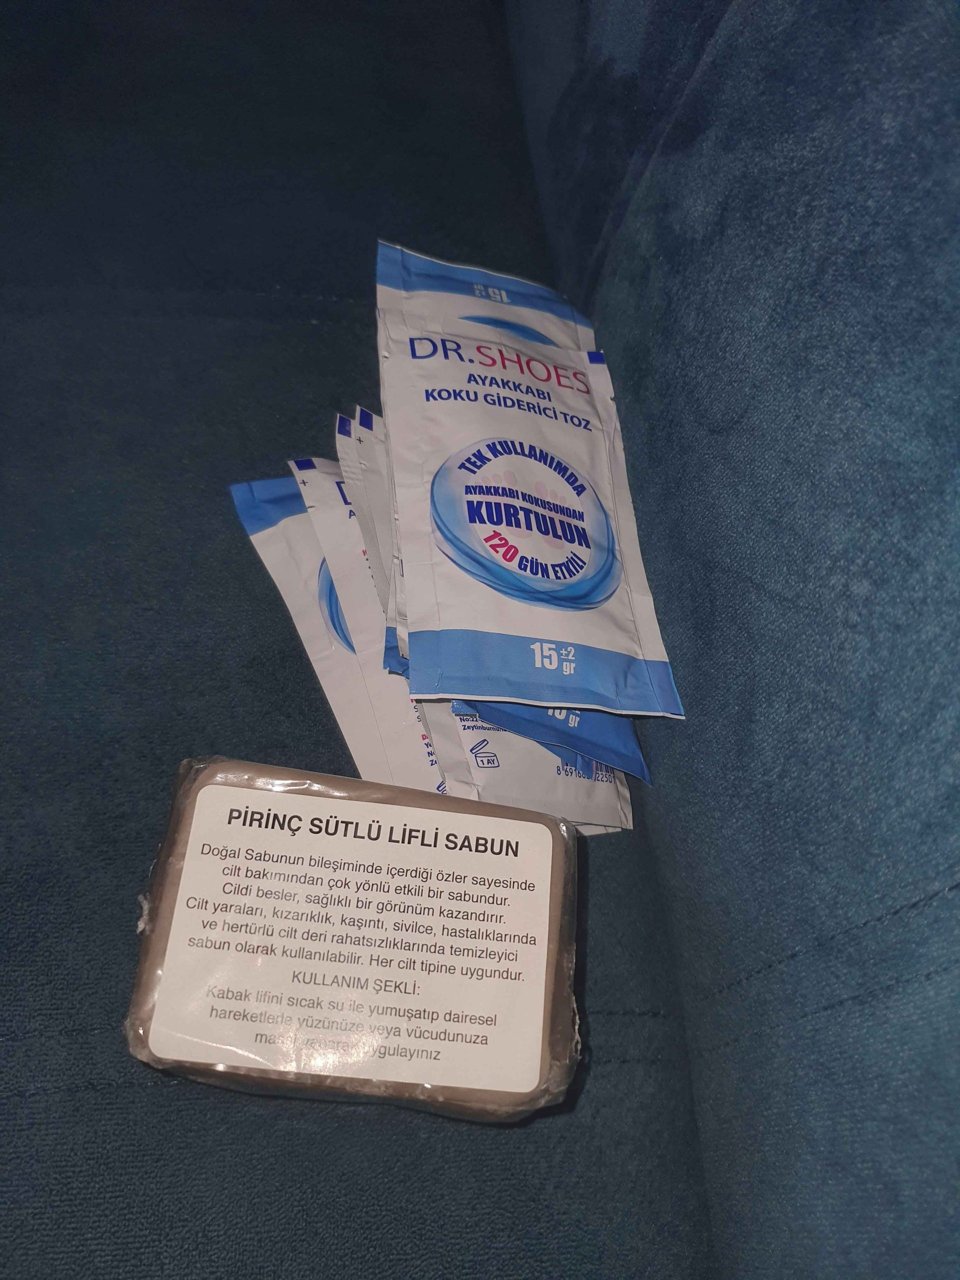 15 ±2 gr
DR.SHOES
AYAKKABI
KOKU GİDERİCİ TOZ
TEK KULLANIMDA
AYAKKABI KOKUSUNDAN
KURTULUN
120 GÜN ETKİLİ
15 ±2 gr
gr
No:22
Zeytinburnu
1 AY
PİRİNÇ SÜTLÜ LİFLİ SABUN
Doğal Sabunun bileşiminde içerdiği özler sayesinde
cilt bakımından çok yönlü etkili bir sabundur.
Cildi besler, sağlıklı bir görünüm kazandırır.
Cilt yaraları, kızarıklık, kaşıntı, sivilce, hastalıklarında
ve hertürlü cilt deri rahatsızlıklarında temizleyici
sabun olarak kullanılabilir. Her cilt tipine uygundur.
KULLANIM ŞEKLİ:
Kabak lifini sıcak su ile yumuşatıp dairesel
hareketlerle yüzünüze veya vücudunuza
uygulayınız